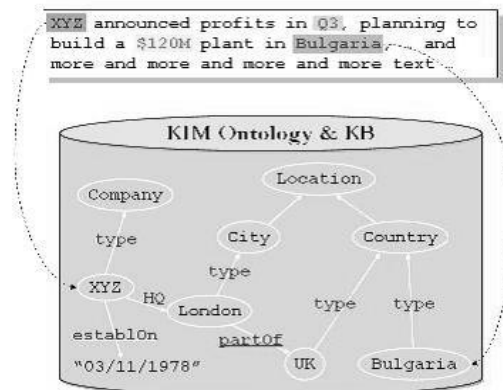 XYZ announced profits in Q3, planning to
build a $120M plant in Bulgaria, and
more and more and more and more text
KIM Ontology & KB
Location
Company
type
City
Country
type
XYZ
HQ
London
type
type
establOn
partOf
"03/11/1978"
UK
Bulgaria